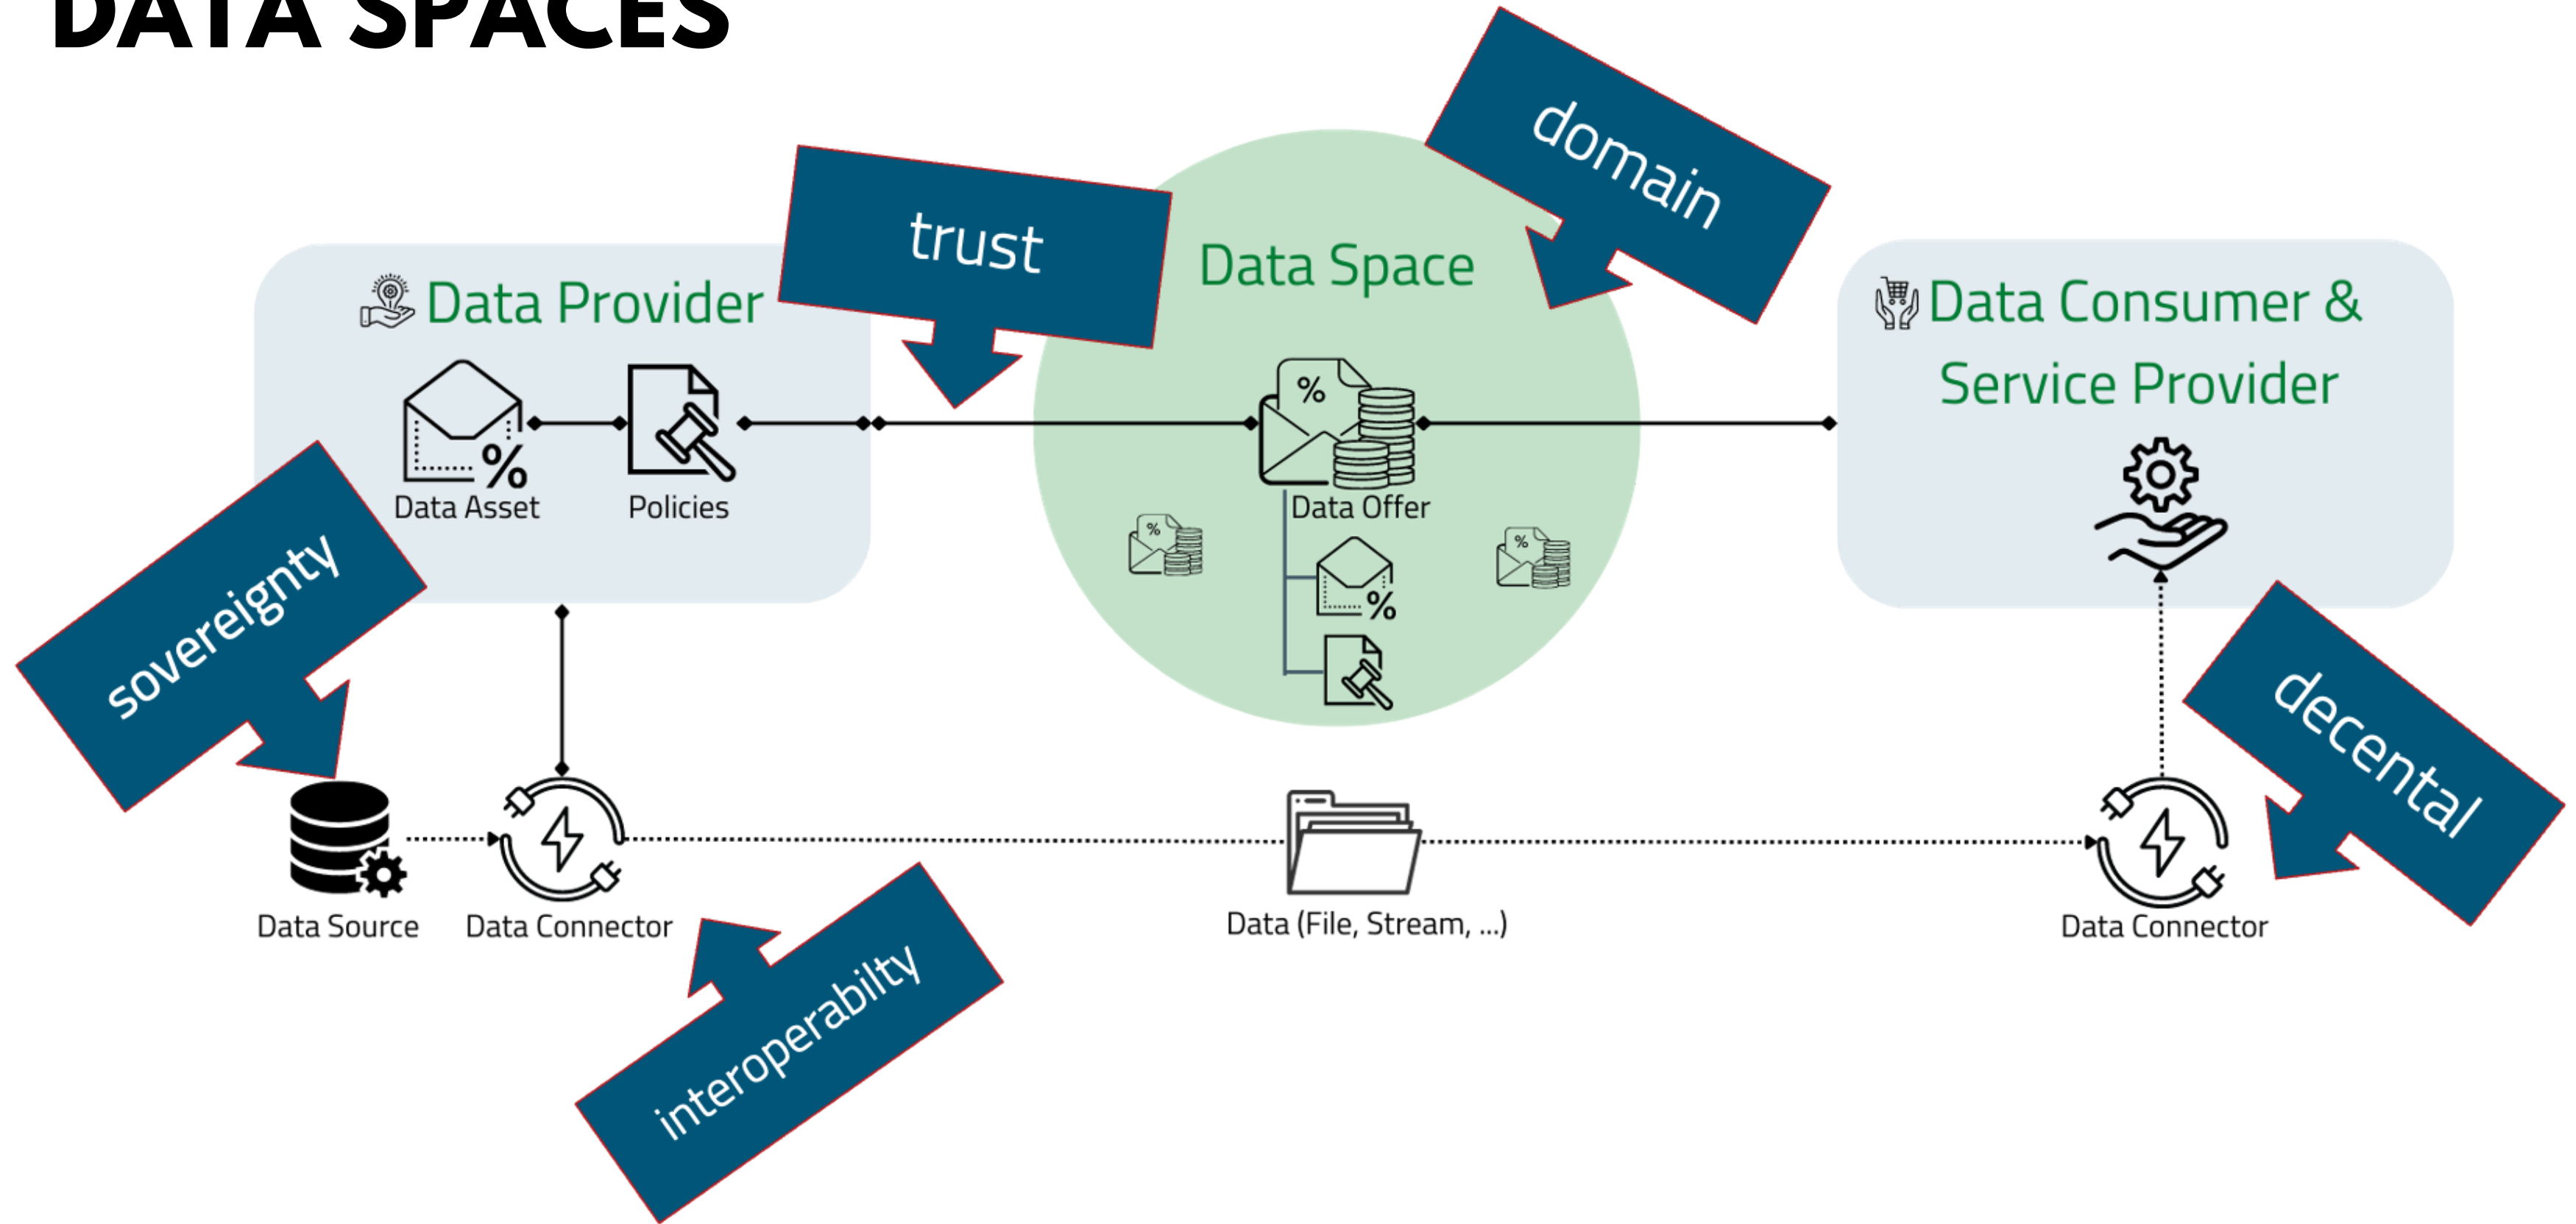 DATA SPACES
domain
trust
Data Space
Data Provider
Data Consumer &
Service Provider
%
%
Data Asset
Policies
Data Offer
%
%
%
sovereignty
decental
Data Source
Data Connector
Data (File, Stream, ...)
Data Connector
interoperabilty